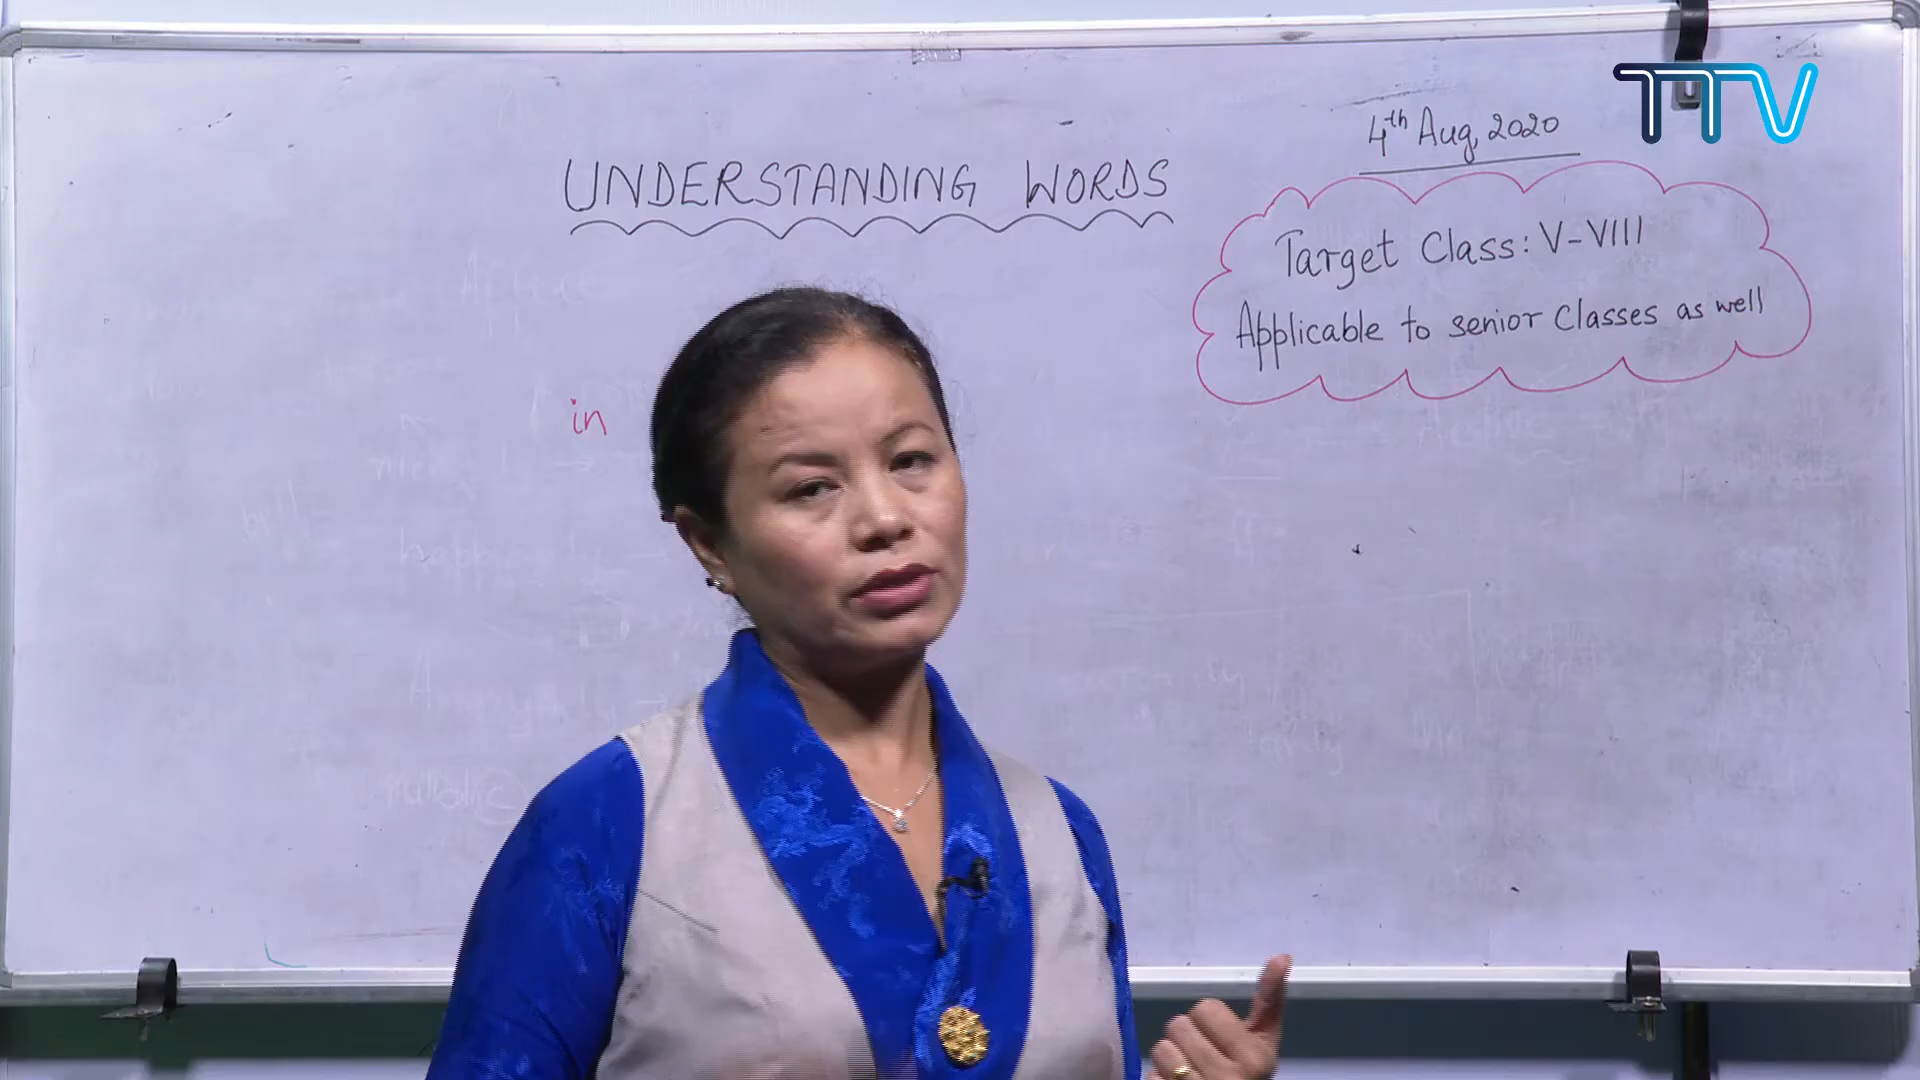 TTV
4th Aug, 2020
UNDERSTANDING WORDS
Target Class: V-VIII
Applicable to senior Classes as well
in